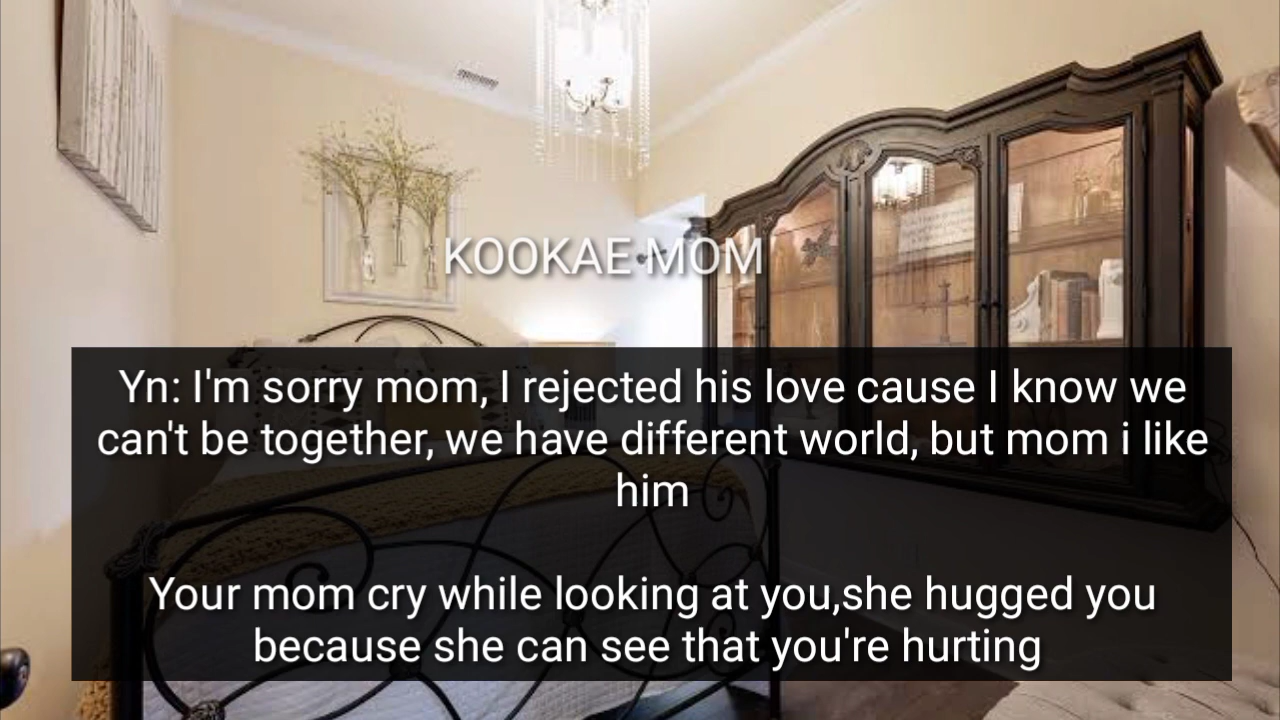 KOOKAE MOM
Yn: I'm sorry mom, I rejected his love cause I know we
can't be together, we have different world, but mom i like
him
Your mom cry while looking at you,she hugged you
because she can see that you're hurting